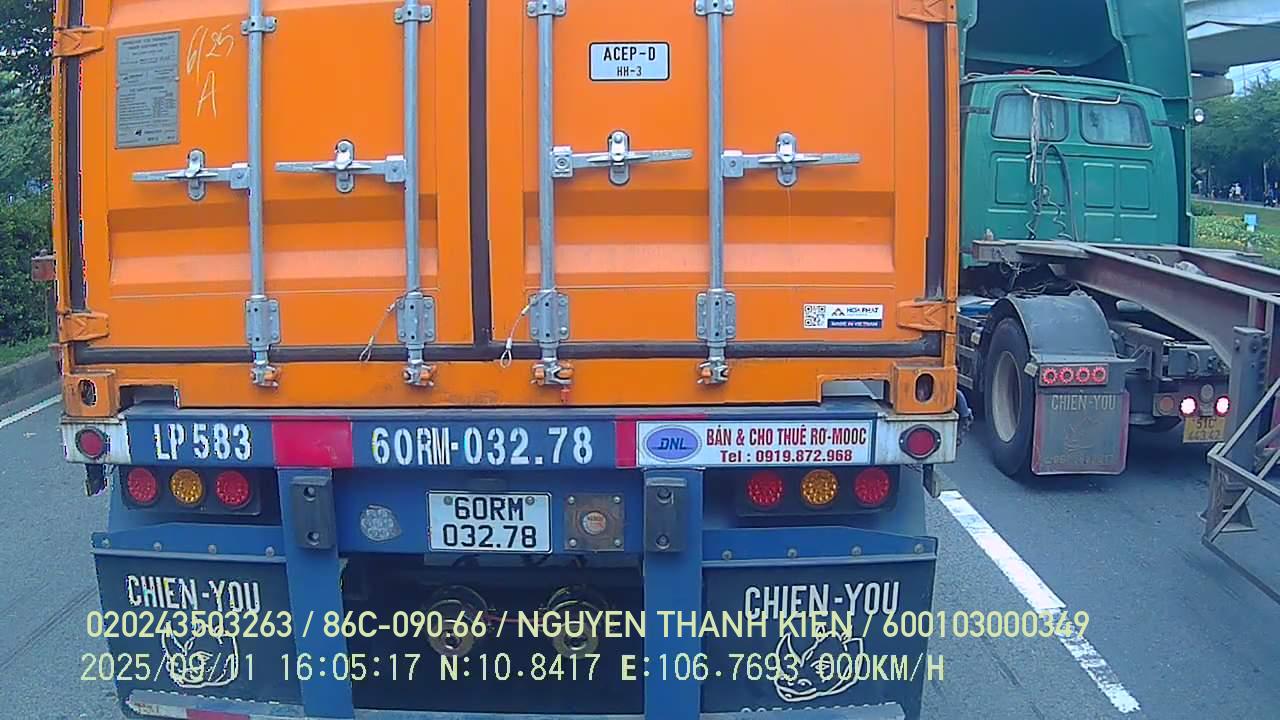 6/25
A
ACEP-D
HH-3
HOA PHAT
MADE IN VIETNAM
LP 583
60RM-032.78
DNL
BÁN & CHO THUÊ RƠ-MOOC
Tel : 0919.872.968
60RM
032.78
CHIEN-YOU
CHIEN-YOU
CHIEN-YOU
51C
020243503263 / 86C-090.66 / NGUYEN THANH KIEN / 600103000349
2025/09/11 16:05:17 N:10.8417 E:106.7693 000KM/H